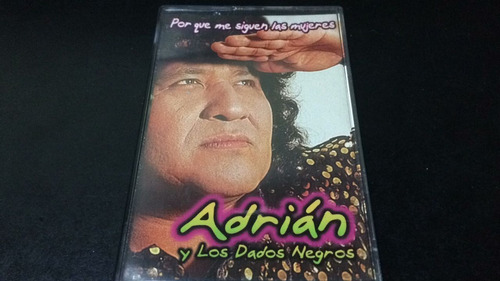 Por que me siguen las mujeres
Adrián
y Los Dados Negros